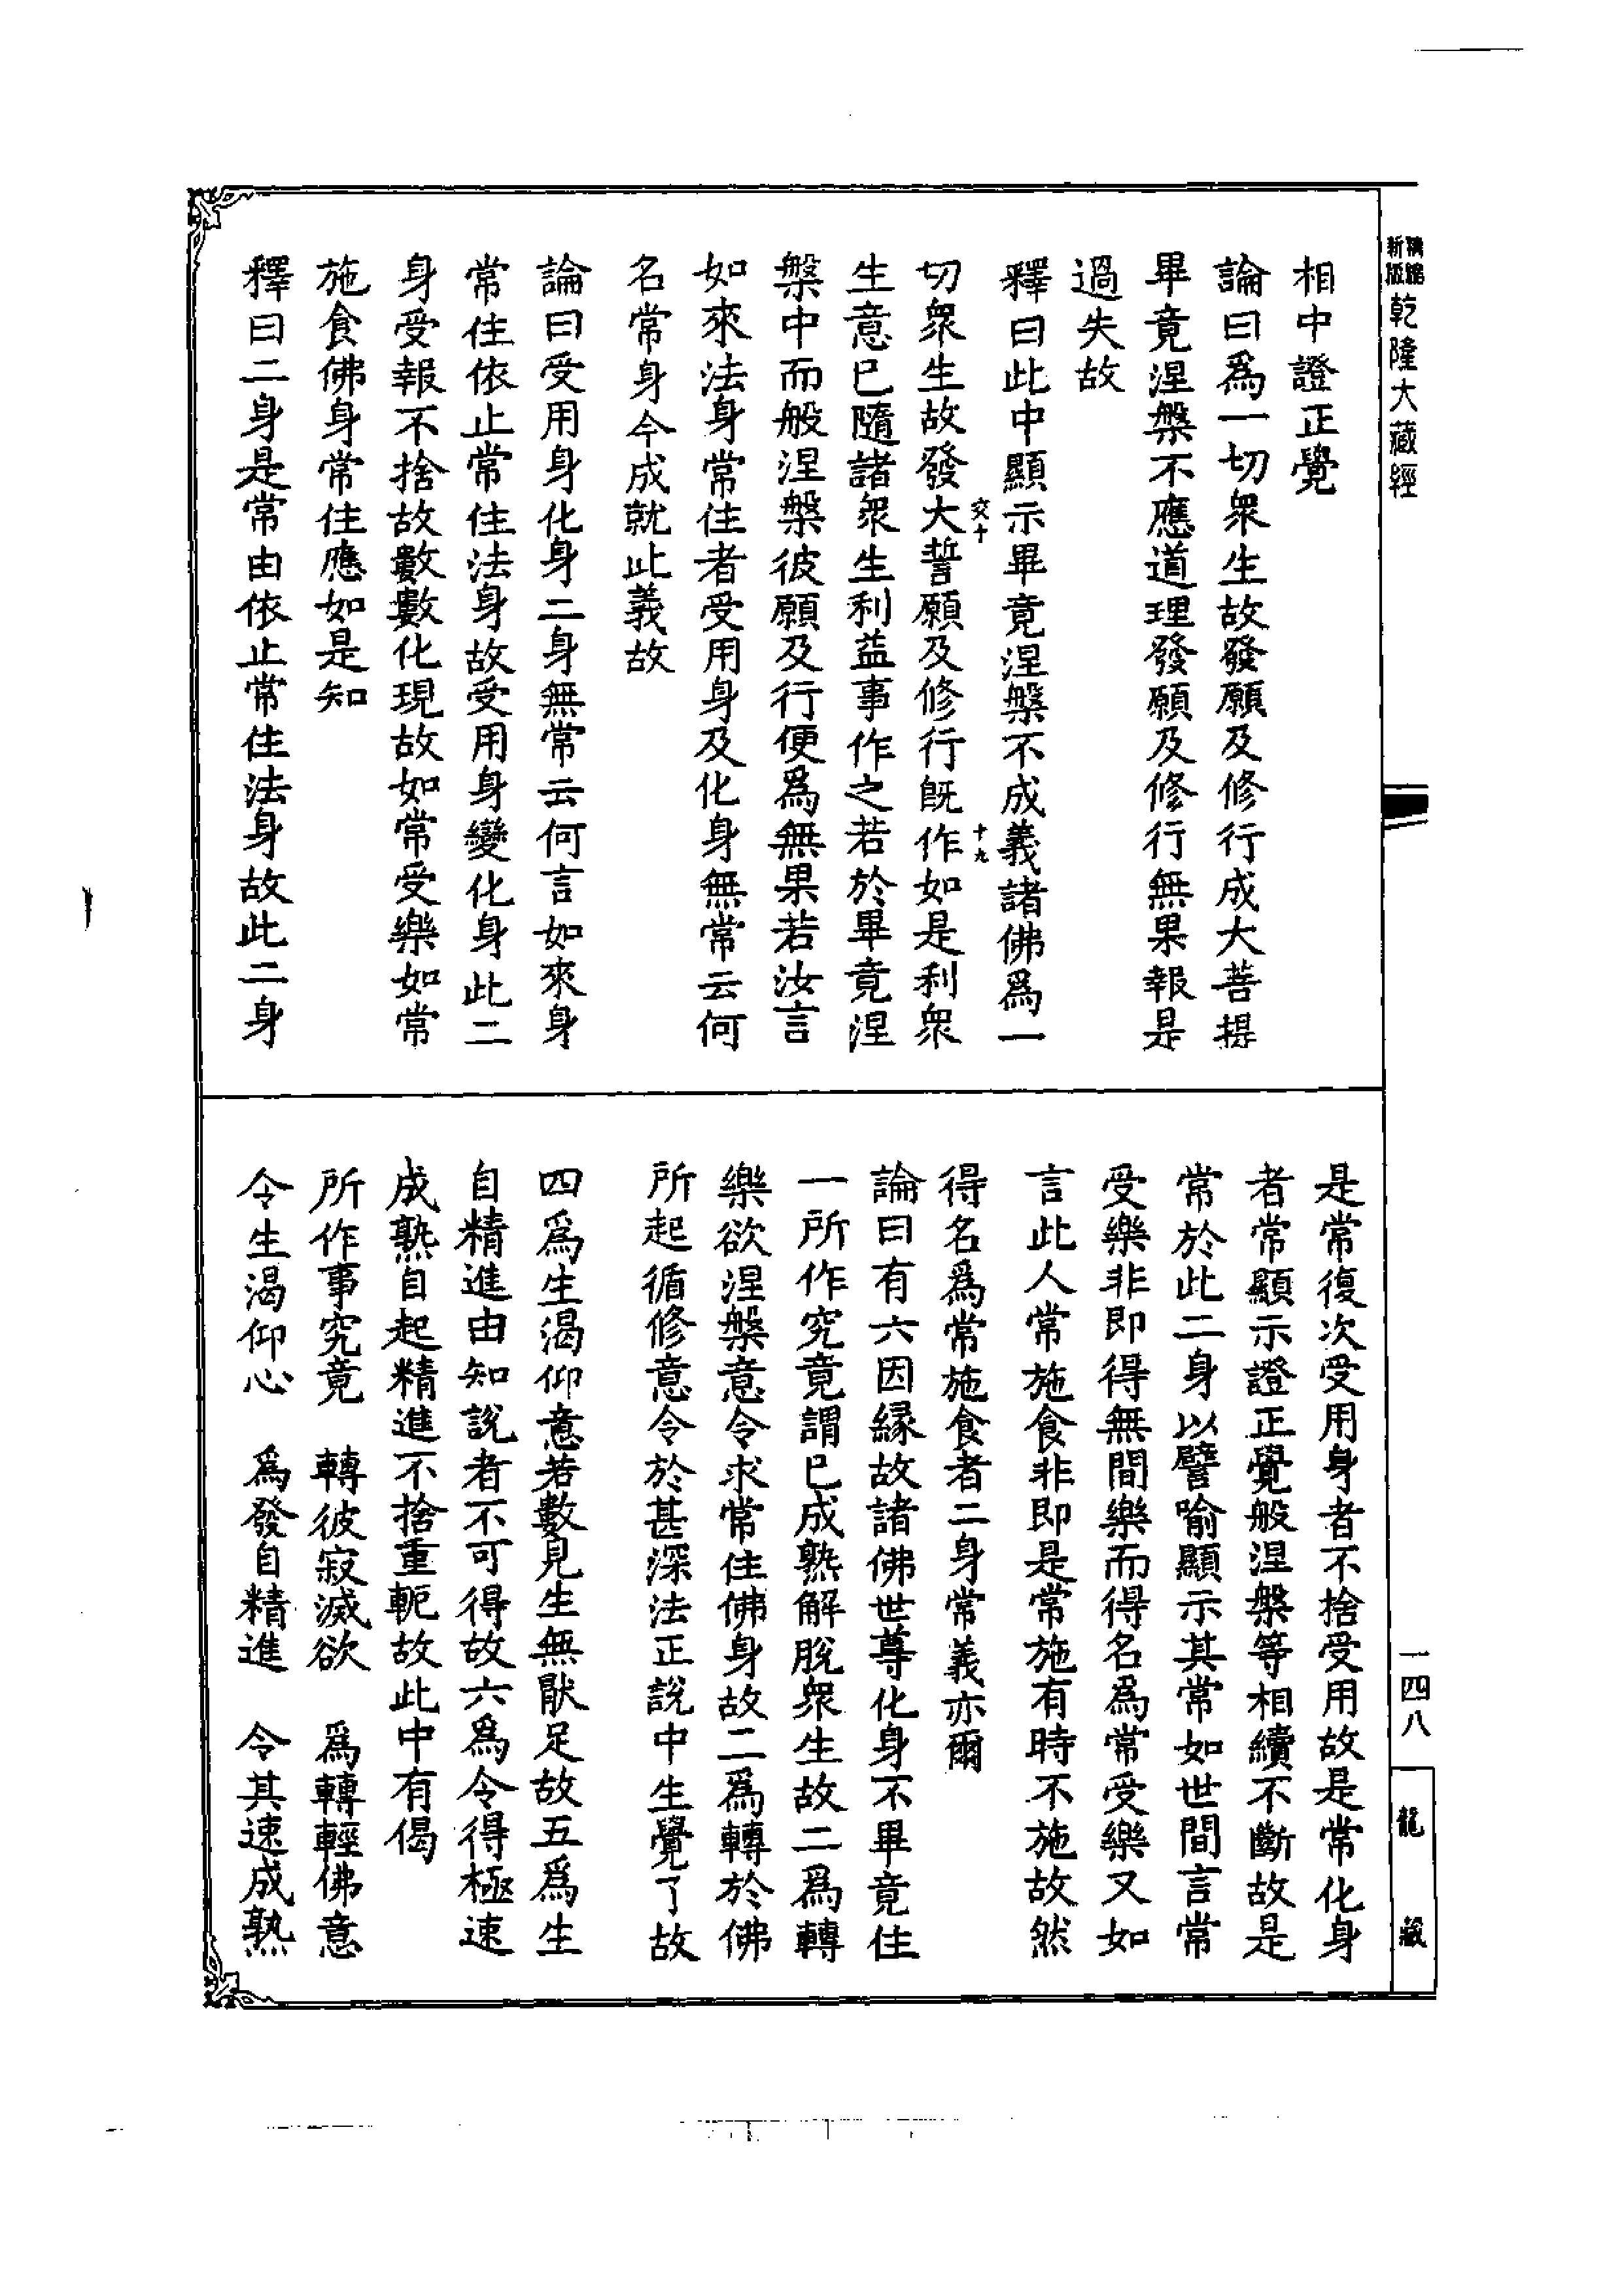 新版
精編
乾隆大藏經
相中證正覺
論曰爲一切衆生故發願及修行成大菩提
畢竟涅槃不應道理發願及修行無果報是
過失故
釋曰此中顯示畢竟涅槃不成義諸佛爲一
交十
十九
切衆生故發大誓願及修行旣作如是利衆
生意已隨諸衆生利益事作之若於畢竟涅
槃中而般涅槃彼願及行便爲無果若汝言
如來法身常住者受用身及化身無常云何
名常身今成就此義故
論曰受用身化身二身無常云何言如來身
常住依止常住法身故受用身變化身此二
身受報不捨故數數化現故如常受樂如常
施食佛身常住應如是知
釋曰二身是常由依止常住法身故此二身
是常復次受用身者不捨受用故是常化身
者常顯示證正覺般涅槃等相續不斷故是
常於此二身以譬喻顯示其常如世間言常
受樂非即得無間樂而得名爲常受樂又如
言此人常施食非即是常施有時不施故然
得名爲常施食者二身常義亦爾
論曰有六因緣故諸佛世尊化身不畢竟住
一所作究竟謂已成熟解脫衆生故二爲轉
樂欲涅槃意令求常住佛身故二爲轉於佛
所起循修意令於甚深法正說中生覺了故
四爲生渴仰意若數見生無猒足故五爲生
自精進由知說者不可得故六爲令得極速
成熟自起精進不捨重軛故此中有偈
所作事究竟　轉彼寂滅欲　爲轉輕佛意
令生渴仰心　爲發自精進　令其速成熟
一四八
龍藏